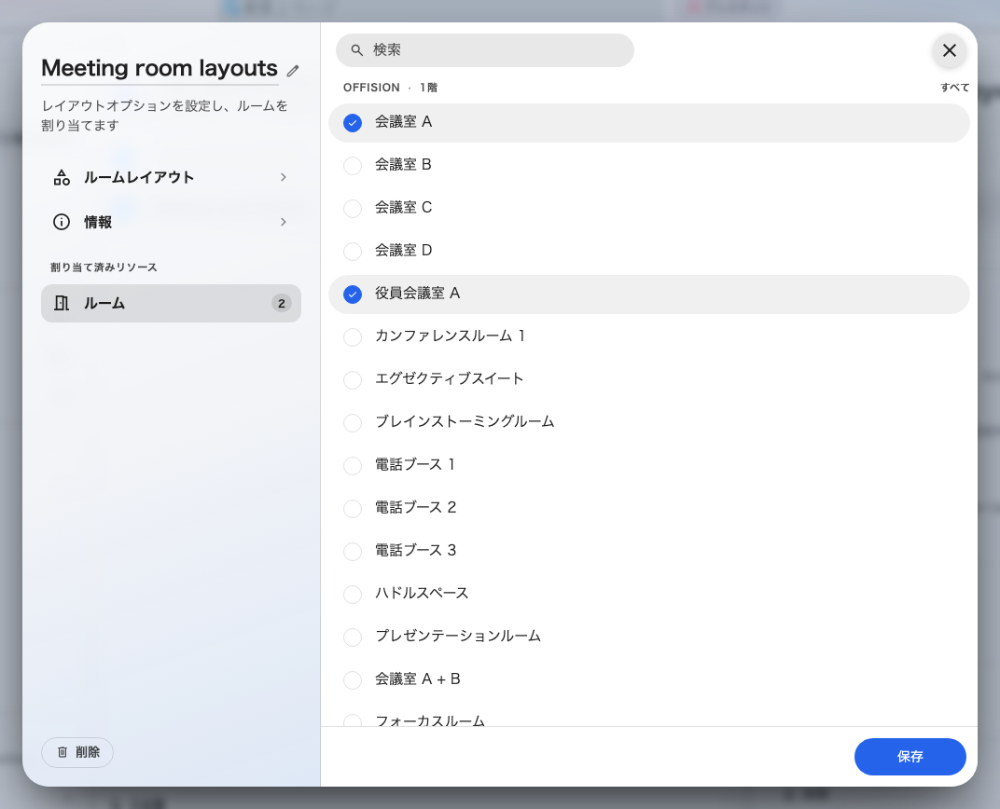 Meeting room layouts
レイアウトオプションを設定し、ルームを
割り当てます
ルームレイアウト
情報
割り当て済みリソース
ルーム 2
削除
検索
OFFISION · 1階 すべて
会議室 A
会議室 B
会議室 C
会議室 D
役員会議室 A
カンファレンスルーム 1
エグゼクティブスイート
ブレインストーミングルーム
電話ブース 1
電話ブース 2
電話ブース 3
ハドルスペース
プレゼンテーションルーム
会議室 A + B
フォーカスルーム
保存